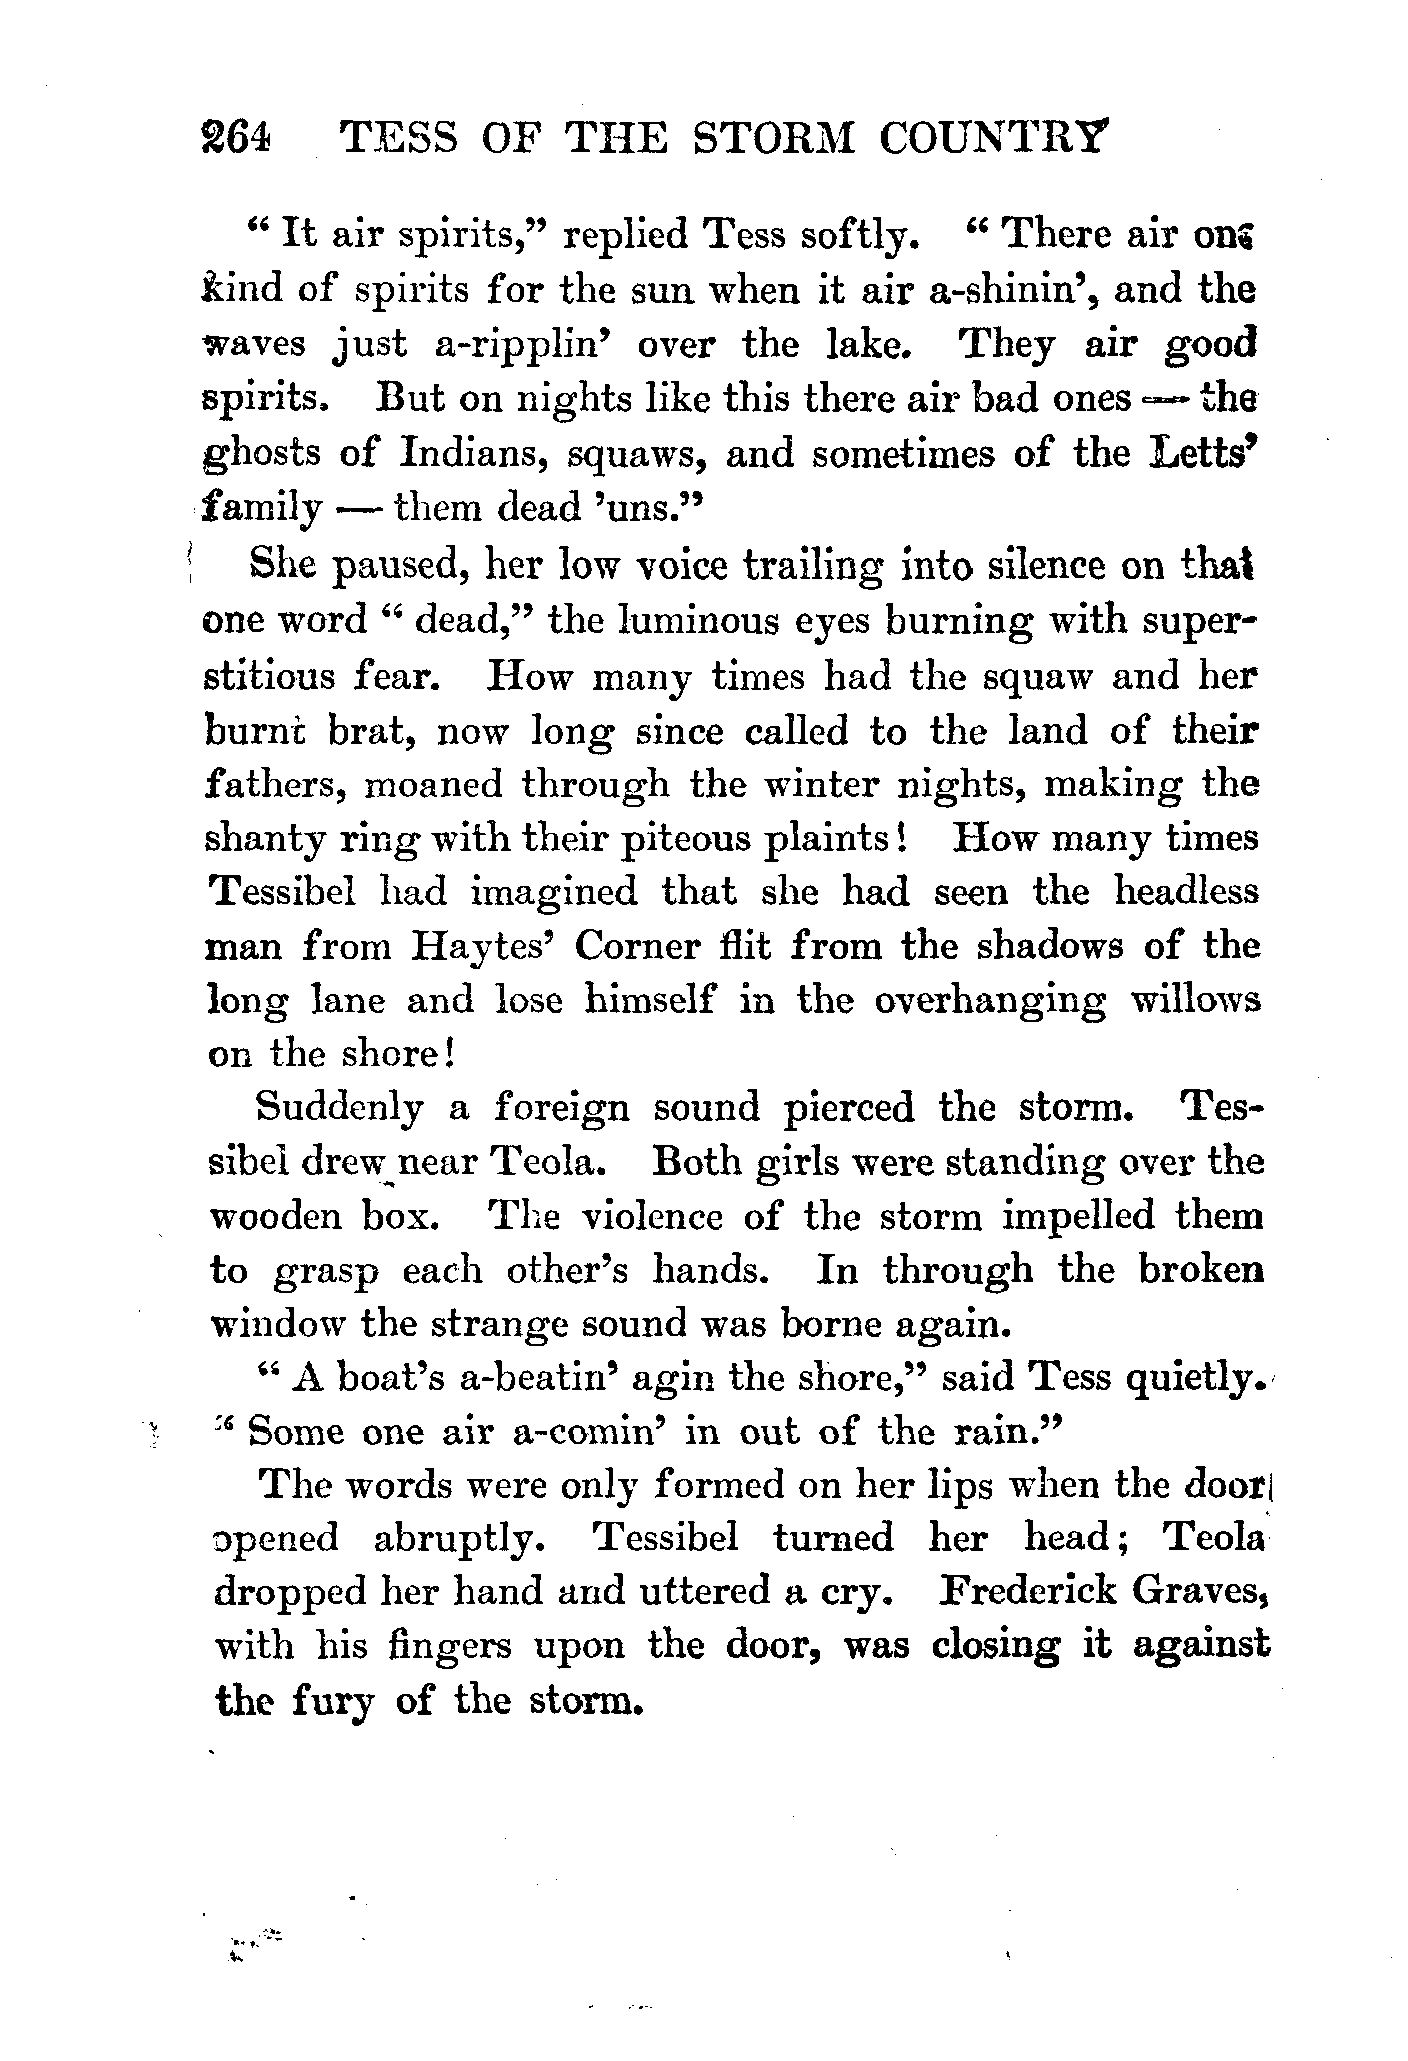 264 TESS OF THE STORM COUNTRY
“ It air spirits,” replied Tess softly. “ There air one
kind of spirits for the sun when it air a-shinin’, and the
waves just a-ripplin’ over the lake. They air good
spirits. But on nights like this there air bad ones — the
ghosts of Indians, squaws, and sometimes of the Letts’
family — them dead ’uns.”
She paused, her low voice trailing into silence on that
one word “ dead,” the luminous eyes burning with super-
stitious fear. How many times had the squaw and her
burnt brat, now long since called to the land of their
fathers, moaned through the winter nights, making the
shanty ring with their piteous plaints! How many times
Tessibel had imagined that she had seen the headless
man from Haytes’ Corner flit from the shadows of the
long lane and lose himself in the overhanging willows
on the shore!
Suddenly a foreign sound pierced the storm. Tes-
sibel drew near Teola. Both girls were standing over the
wooden box. The violence of the storm impelled them
to grasp each other’s hands. In through the broken
window the strange sound was borne again.
“ A boat’s a-beatin’ agin the shore,” said Tess quietly.
“ Some one air a-comin’ in out of the rain.”
The words were only formed on her lips when the door
opened abruptly. Tessibel turned her head; Teola
dropped her hand and uttered a cry. Frederick Graves,
with his fingers upon the door, was closing it against
the fury of the storm.